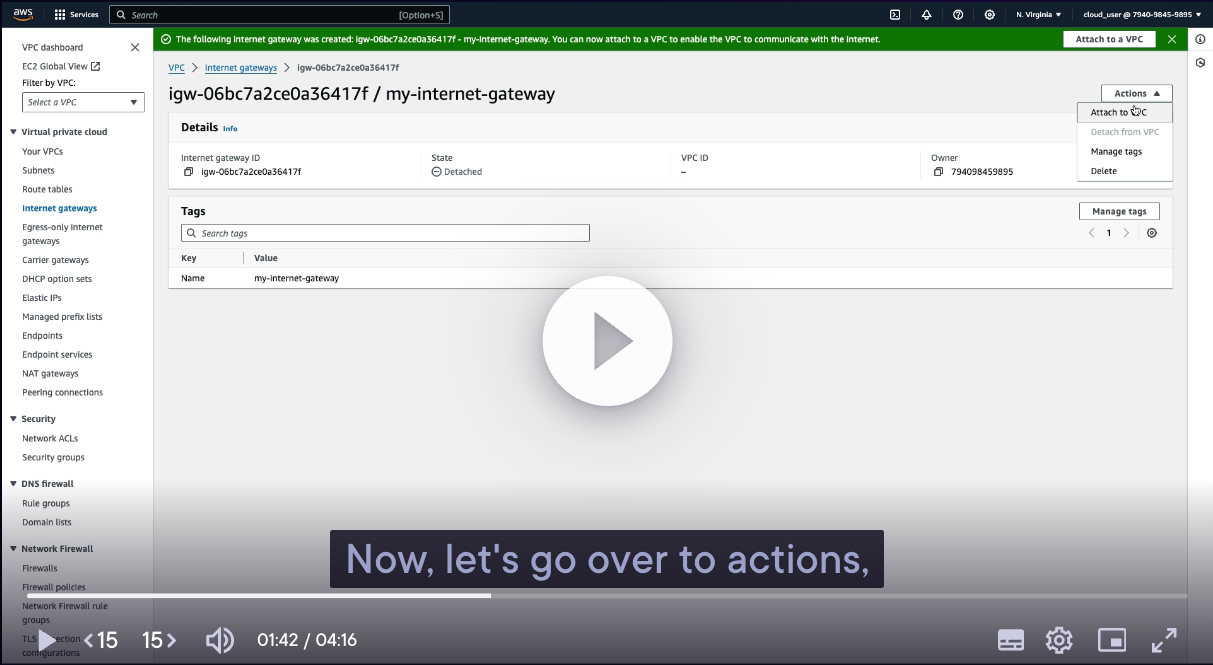 aws
Services
Search
[Option+S]
N. Virginia
cloud_user @ 7940-9845-9895
The following internet gateway was created: igw-06bc7a2ce0a36417f - my-internet-gateway. You can now attach to a VPC to enable the VPC to communicate with the internet.
Attach to a VPC
VPC dashboard
EC2 Global View
Filter by VPC:
Select a VPC
Virtual private cloud
Your VPCs
Subnets
Route tables
Internet gateways
Egress-only internet
gateways
Carrier gateways
DHCP option sets
Elastic IPs
Managed prefix lists
Endpoints
Endpoint services
NAT gateways
Peering connections
Security
Network ACLs
Security groups
DNS firewall
Rule groups
Domain lists
Network Firewall
Firewalls
Firewall policies
Network Firewall rule
groups
TLS
configurations
VPC > Internet gateways > igw-06bc7a2ce0a36417f
igw-06bc7a2ce0a36417f / my-internet-gateway
Actions
Attach to VPC
Detach from VPC
Manage tags
Delete
Details Info
Internet gateway ID
igw-06bc7a2ce0a36417f
State
Detached
VPC ID
–
Owner
794098459895
Tags
Manage tags
Search tags
1
Key Value
Name my-internet-gateway
Now, let's go over to actions,
15 15 01:42 / 04:16